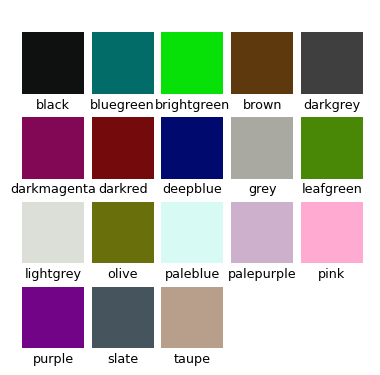 black bluegreen brightgreen brown darkgrey
darkmagenta darkred deepblue grey leafgreen
lightgrey olive paleblue palepurple pink
purple slate taupe